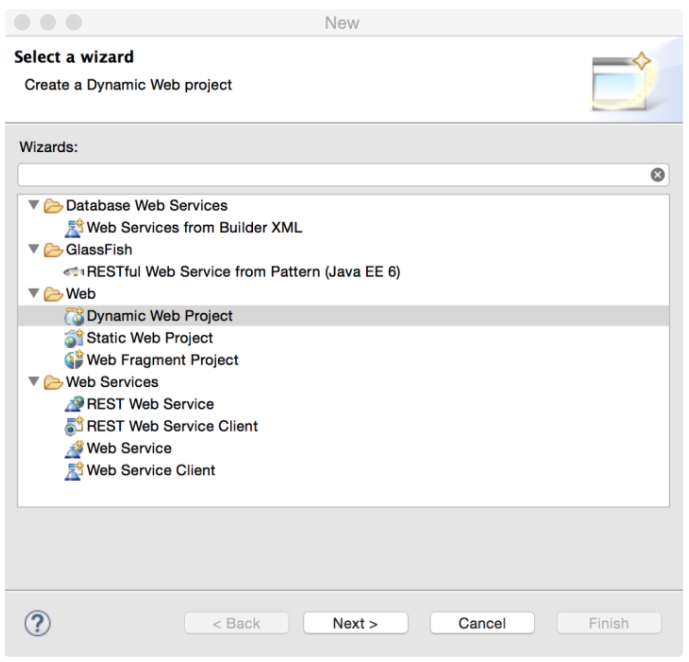 New
Select a wizard
Create a Dynamic Web project
Wizards:
Database Web Services
Web Services from Builder XML
GlassFish
RESTful Web Service from Pattern (Java EE 6)
Web
Dynamic Web Project
Static Web Project
Web Fragment Project
Web Services
REST Web Service
REST Web Service Client
Web Service
Web Service Client
? < Back Next > Cancel Finish